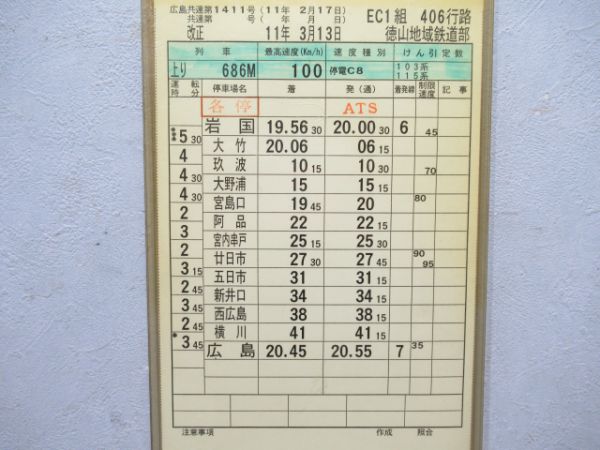 広島共達第1411号(11年 2月17日) EC1組 406行路
共達第 号( 年 月 日) 徳山地域鉄道部
改正 11年 3月13日
列車 最高速度(Km/h) 速度種別 けん引定数
上り 686M 100 停電C8 103系
115系
運転時分 停車場名 着 発(通) 着発線 制限速度 記事
各停 ATS
岩国 19.56 30 20.00 30 6 45
*** 5 30
大竹 20.06 06 15
4
玖波 10 15 10 30 70
4 30
大野浦 15 15 15
4 30
宮島口 19 45 20 80
2
阿品 22 22 15
3
宮内串戸 25 15 25 30
2
廿日市 27 30 27 45 90 95
3 15
五日市 31 31 15
2 45
新井口 34 34 15
3 45
西広島 38 38 15
2 45
横川 41 41 15
* 3 45
広島 20.45 20.55 7 35
注意事項 作成 照合